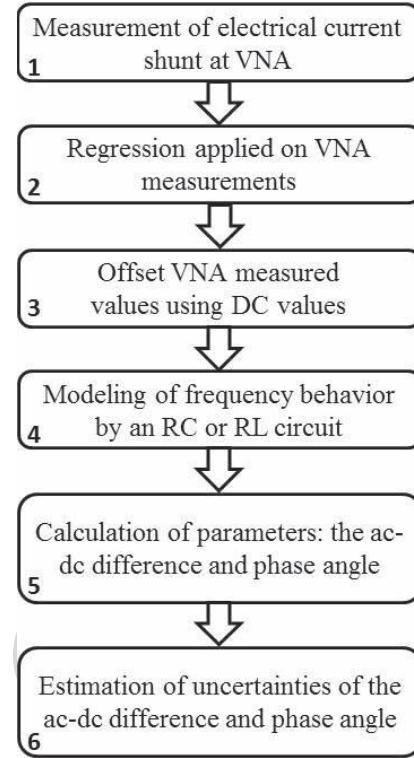 Measurement of electrical current
shunt at VNA
1
Regression applied on VNA
measurements
2
Offset VNA measured
values using DC values
3
Modeling of frequency behavior
by an RC or RL circuit
4
Calculation of parameters: the ac-
dc difference and phase angle
5
Estimation of uncertainties of the
ac-dc difference and phase angle
6